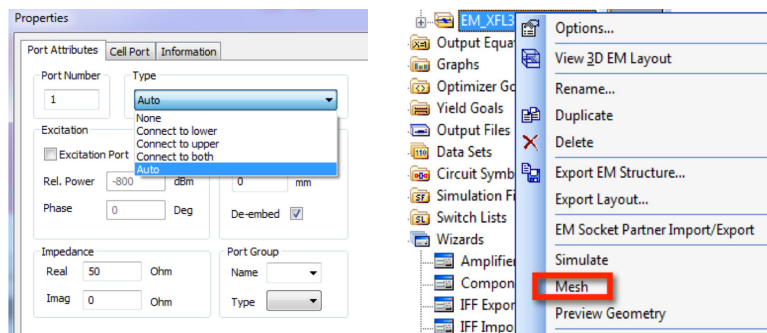 Properties
Port Attributes Cell Port Information
Port Number Type
1 Auto
None
Connect to lower
Connect to upper
Connect to both
Auto
Excitation
Excitation Port
Rel. Power -800 dBm 0 mm
Phase 0 Deg De-embed
Impedance Port Group
Real 50 Ohm Name
Imag 0 Ohm Type
EM_XFL3
Output Equa
Graphs
Optimizer Go
Yield Goals
Output Files
Data Sets
Circuit Symb
Simulation Fi
Switch Lists
Wizards
Amplifier
Compon
IFF Expor
IFF Impo
Options...
View 3D EM Layout
Rename...
Duplicate
Delete
Export EM Structure...
Export Layout...
EM Socket Partner Import/Export
Simulate
Mesh
Preview Geometry